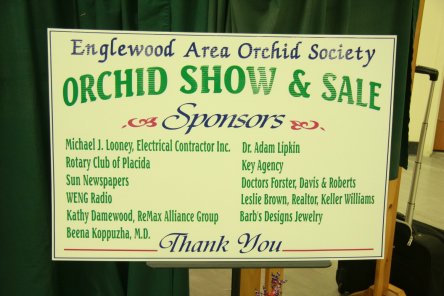 Englewood Area Orchid Society
ORCHID SHOW & SALE
Sponsors
Michael J. Looney, Electrical Contractor Inc.
Rotary Club of Placida
Sun Newspapers
WENG Radio
Kathy Damewood, ReMax Alliance Group
Beena Koppuzha, M.D.
Dr. Adam Lipkin
Key Agency
Doctors Forster, Davis & Roberts
Leslie Brown, Realtor, Keller Williams
Barb's Designs Jewelry
Thank You